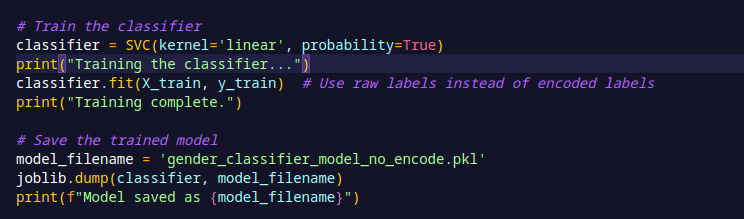 # Train the classifier
classifier = SVC(kernel='linear', probability=True)
print("Training the classifier...")
classifier.fit(X_train, y_train)  # Use raw labels instead of encoded labels
print("Training complete.")

# Save the trained model
model_filename = 'gender_classifier_model_no_encode.pkl'
joblib.dump(classifier, model_filename)
print(f"Model saved as {model_filename}")